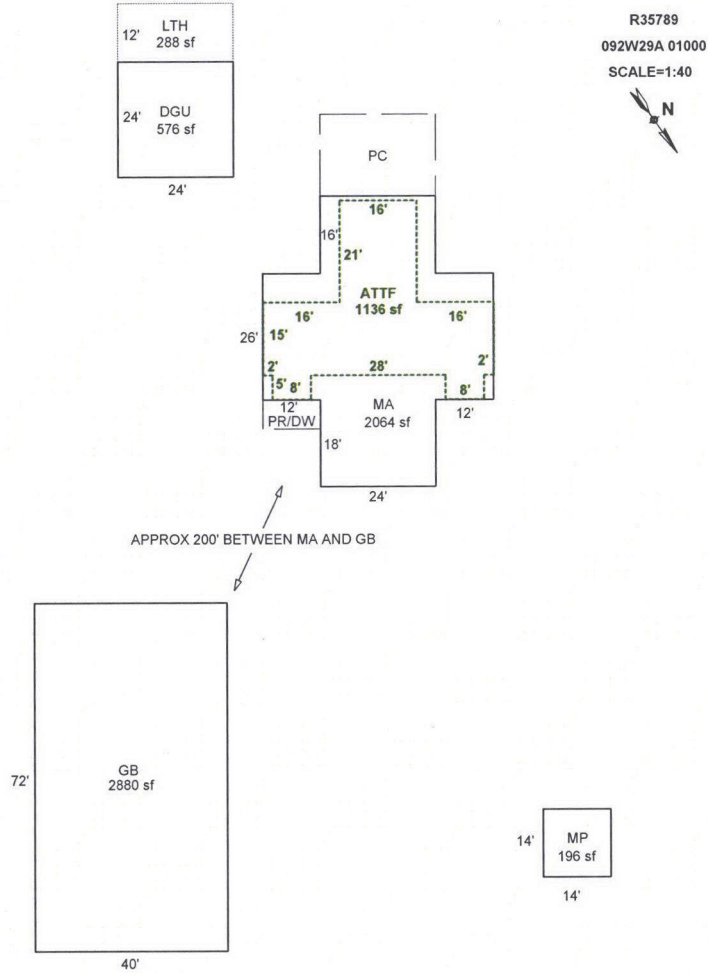 R35789
092W29A 01000
SCALE=1:40
N
12'
LTH
288 sf
24'
DGU
576 sf
24'
PC
16'
16'
21'
ATTF
1136 sf
16'
16'
26'
15'
2'
28'
2'
5'
8'
8'
12'
MA
2064 sf
12'
PR/DW
18'
24'
APPROX 200' BETWEEN MA AND GB
72'
GB
2880 sf
40'
14'
MP
196 sf
14'